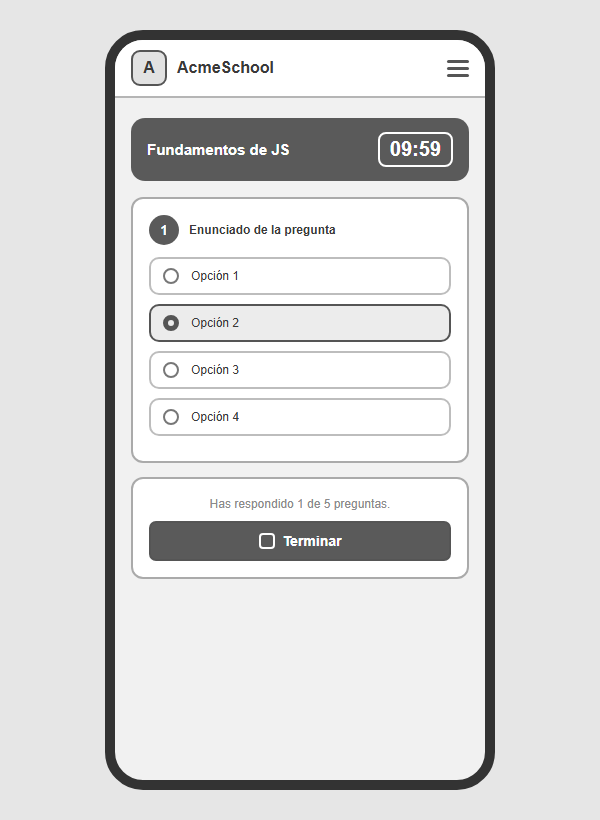 A AcmeSchool
Fundamentos de JS 09:59
1 Enunciado de la pregunta
Opción 1
Opción 2
Opción 3
Opción 4
Has respondido 1 de 5 preguntas.
Terminar